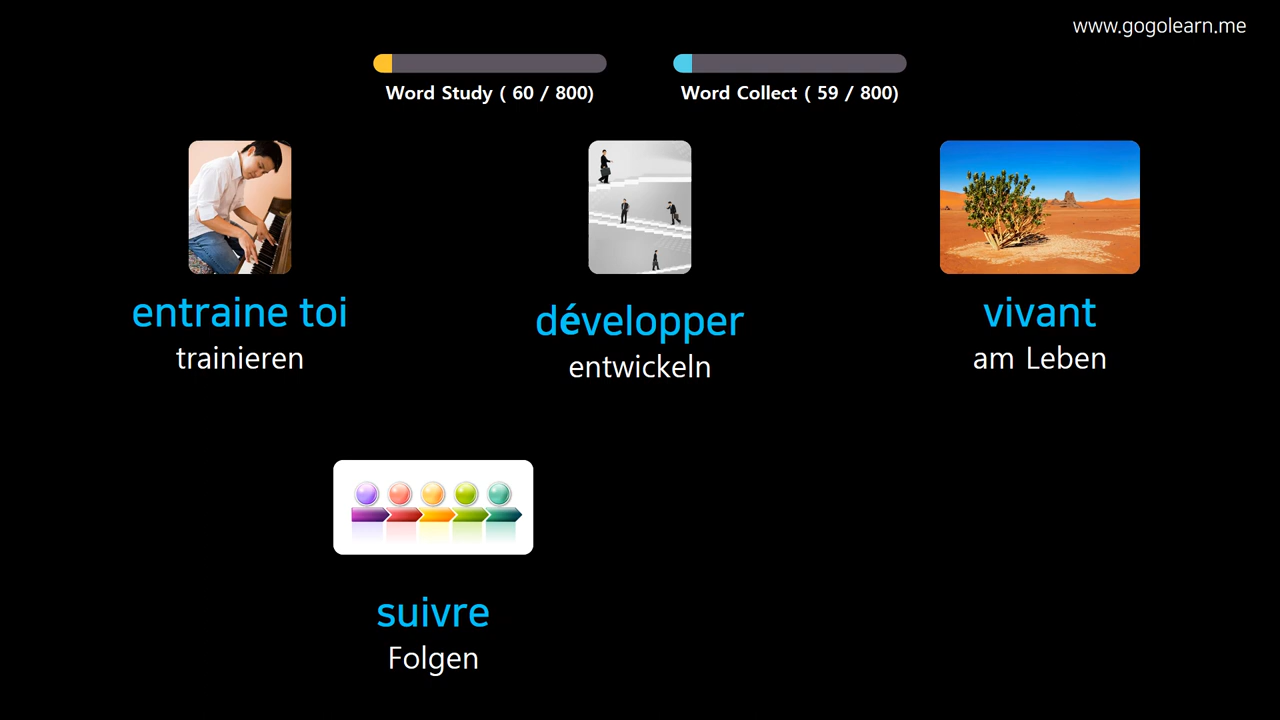 www.gogolearn.me
Word Study ( 60 / 800)
Word Collect ( 59 / 800)
entraine toi
trainieren
développer
entwickeln
vivant
am Leben
suivre
Folgen